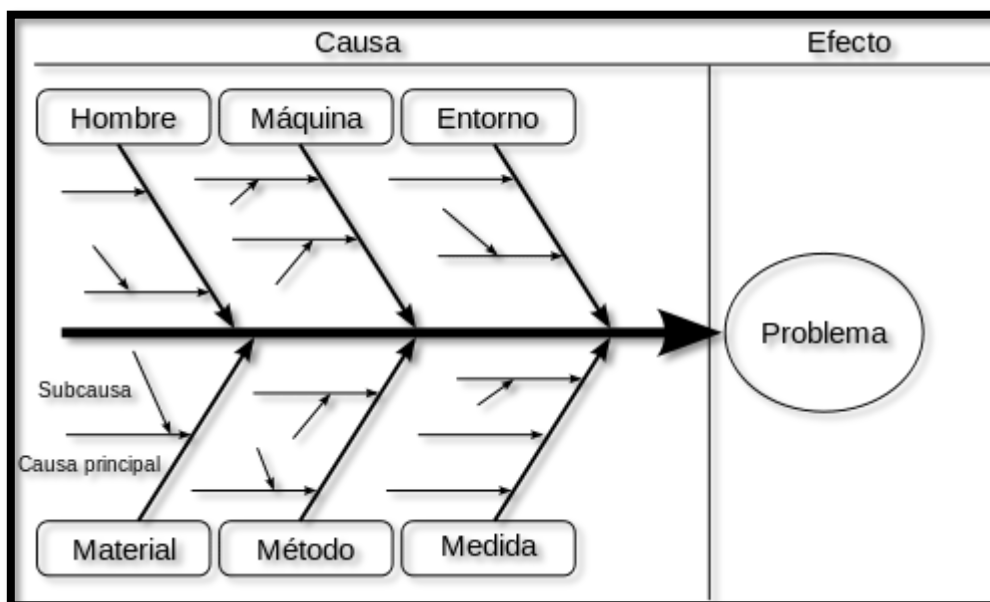 Causa
Efecto
Hombre
Máquina
Entorno
Problema
Subcausa
Causa principal
Material
Método
Medida